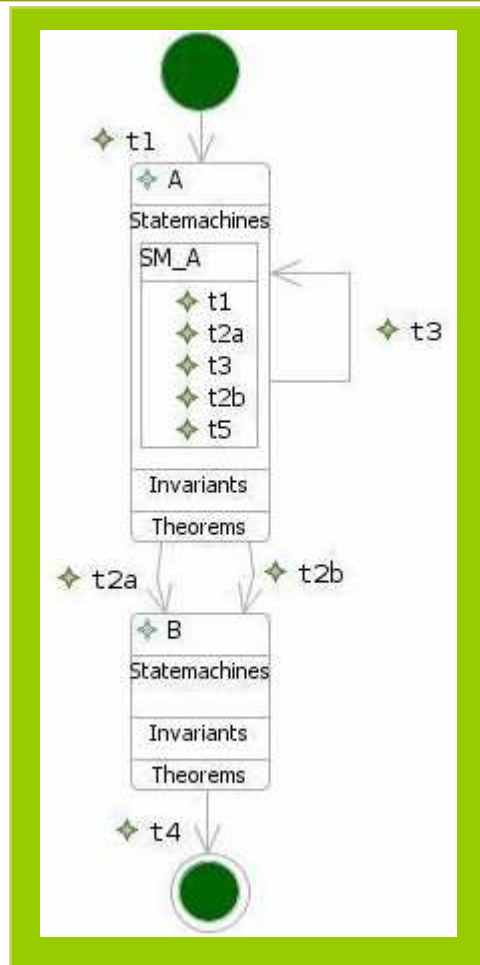 t1
A
Statemachines
SM_A
t1
t2a
t3
t2b
t5
t3
Invariants
Theorems
t2a
t2b
B
Statemachines
Invariants
Theorems
t4